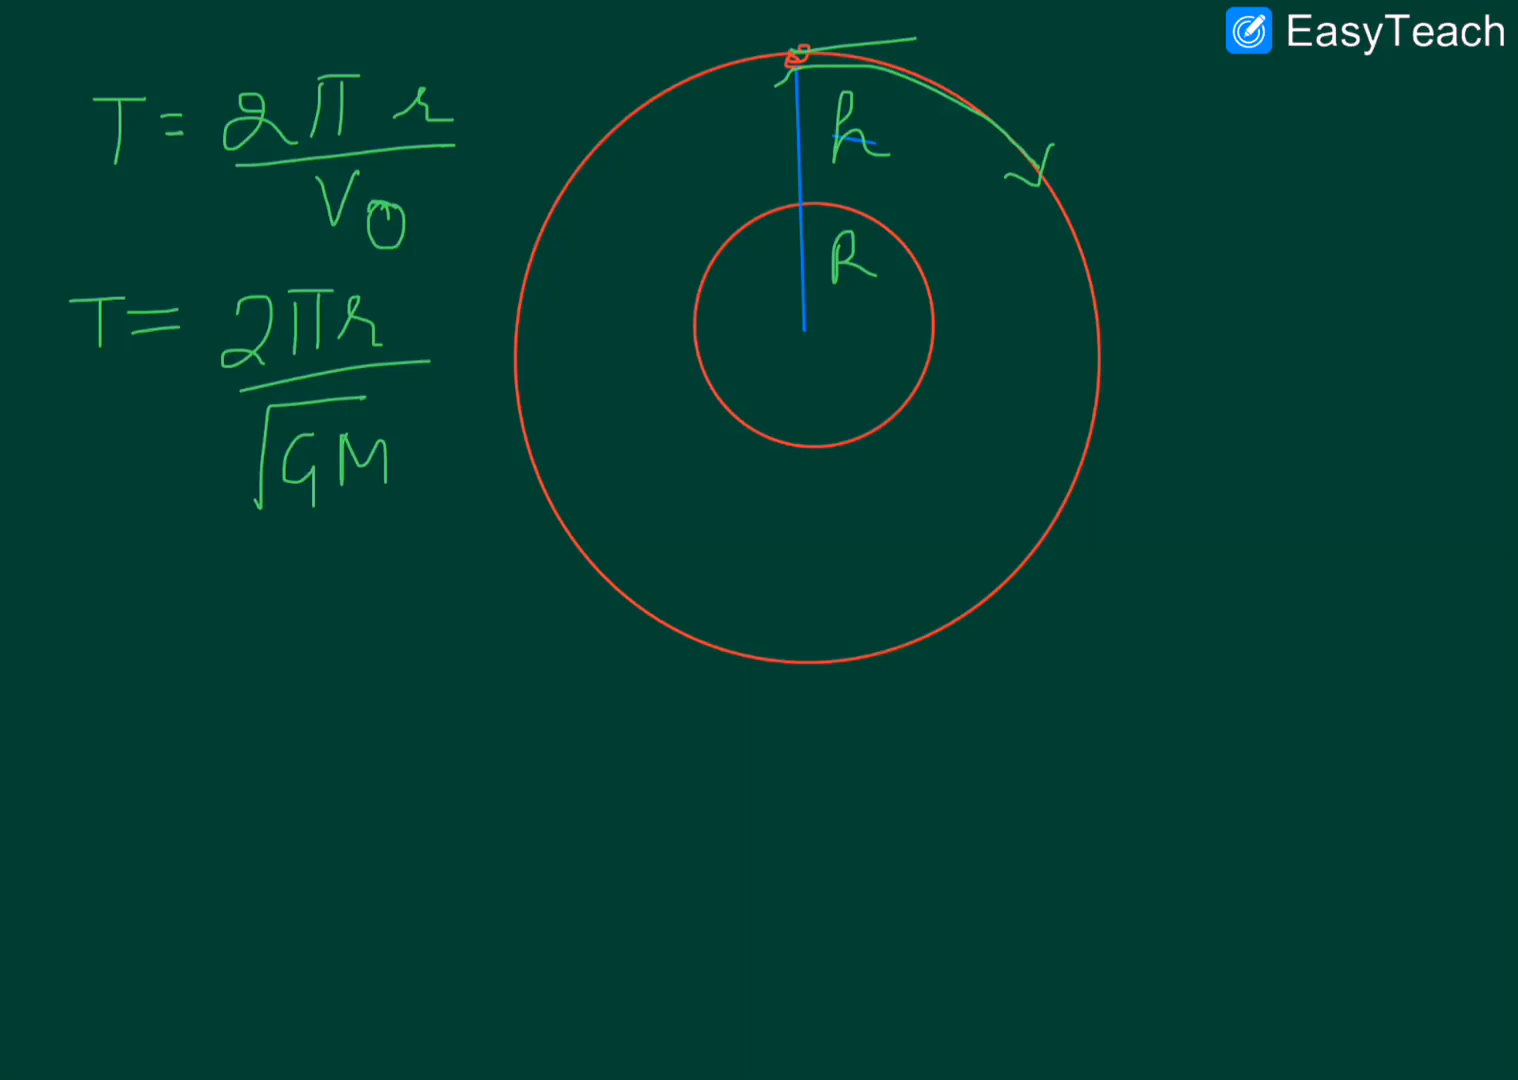 EasyTeach
T = 2π r
V₀
T = 2πr
√GM
h
R